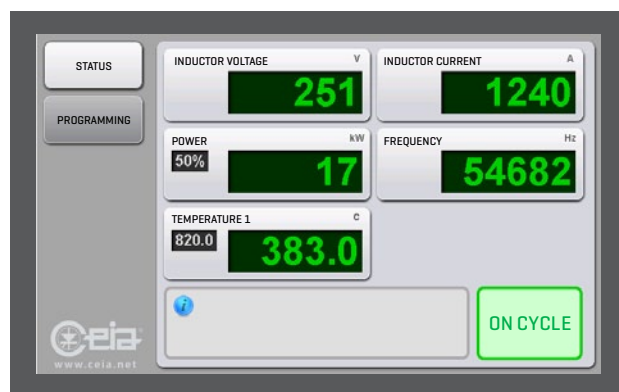 STATUS
PROGRAMMING
INDUCTOR VOLTAGE V
251
INDUCTOR CURRENT A
1240
POWER kW
50% 17
FREQUENCY Hz
54682
TEMPERATURE 1 C
820.0 383.0
i
ON CYCLE
Ceia
www.ceia.net